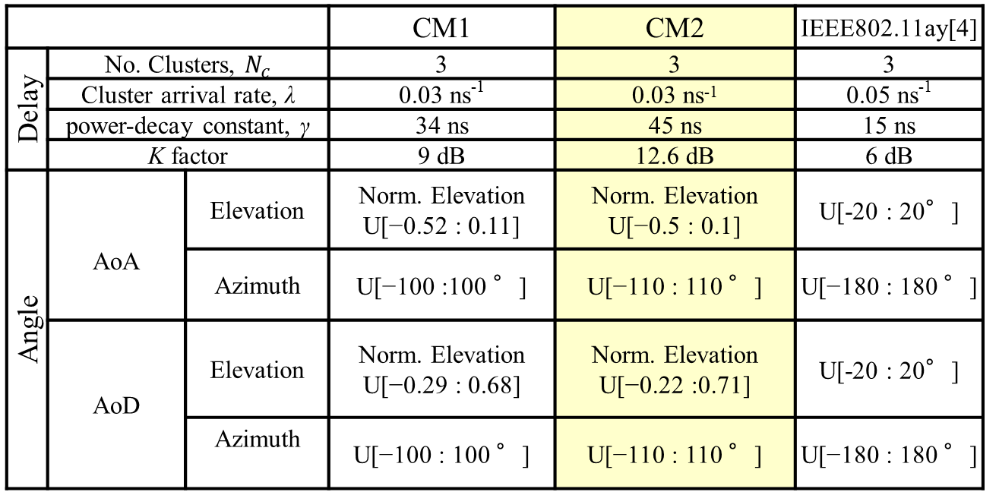 CM1 CM2 IEEE802.11ay[4]
Delay
No. Clusters, N_c 3 3 3
Cluster arrival rate, λ 0.03 ns⁻¹ 0.03 ns⁻¹ 0.05 ns⁻¹
power-decay constant, γ 34 ns 45 ns 15 ns
K factor 9 dB 12.6 dB 6 dB
Angle
AoA
Elevation
Norm. Elevation
U[−0.52 : 0.11]
Norm. Elevation
U[−0.5 : 0.1]
U[-20 : 20° ]
Azimuth U[−100 :100 ° ] U[−110 : 110 ° ] U[−180 : 180 ° ]
AoD
Elevation
Norm. Elevation
U[−0.29 : 0.68]
Norm. Elevation
U[−0.22 :0.71]
U[-20 : 20° ]
Azimuth U[−100 : 100 ° ] U[−110 : 110 ° ] U[−180 : 180 ° ]